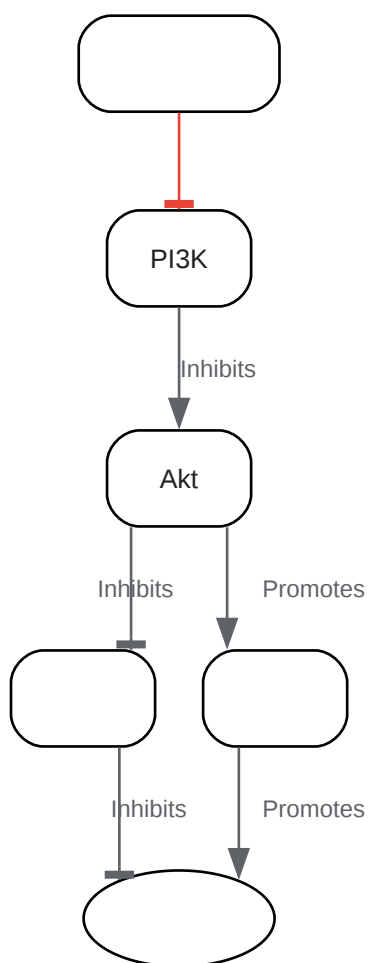 PI3K
Inhibits
Akt
Inhibits
Promotes
Inhibits
Promotes